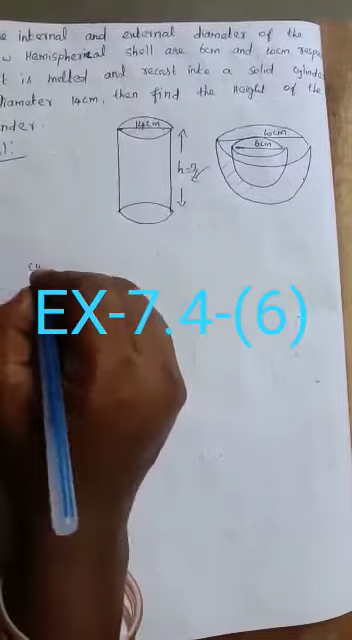 e internal and external diameter of the
w Hemispherical shell are 6cm and 10cm respe
t is melted and recast into a solid cylinder
diameter 14cm, then find the Height of the
nder.
14cm
h=?
10cm
6cm
EX-7.4-(6)